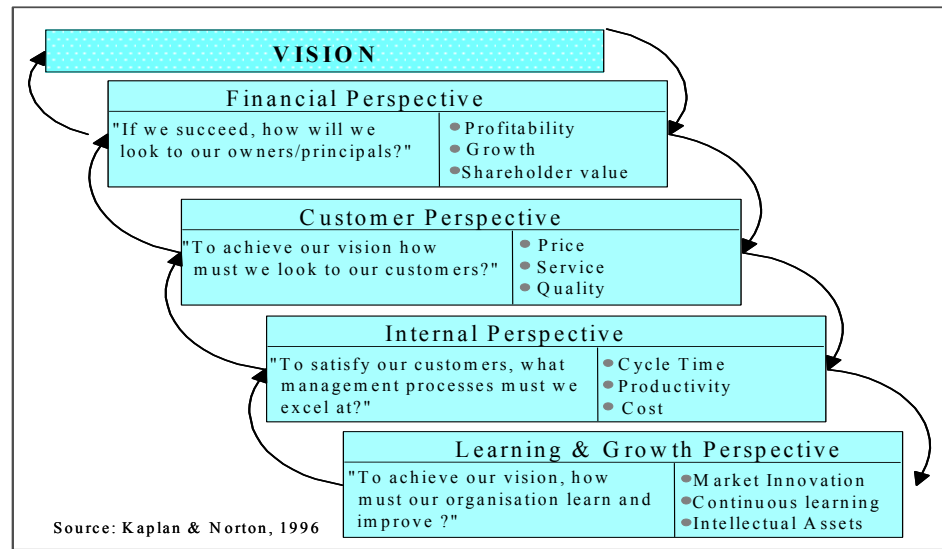 VISION
Financial Perspective
"If we succeed, how will we
look to our owners/principals?"
Profitability
Growth
Shareholder value
Customer Perspective
"To achieve our vision how
must we look to our customers?"
Price
Service
Quality
Internal Perspective
"To satisfy our customers, what
management processes must we
excel at?"
Cycle Time
Productivity
Cost
Learning & Growth Perspective
"To achieve our vision, how
must our organisation learn and
improve ?"
Market Innovation
Continuous learning
Intellectual Assets
Source: Kaplan & Norton, 1996